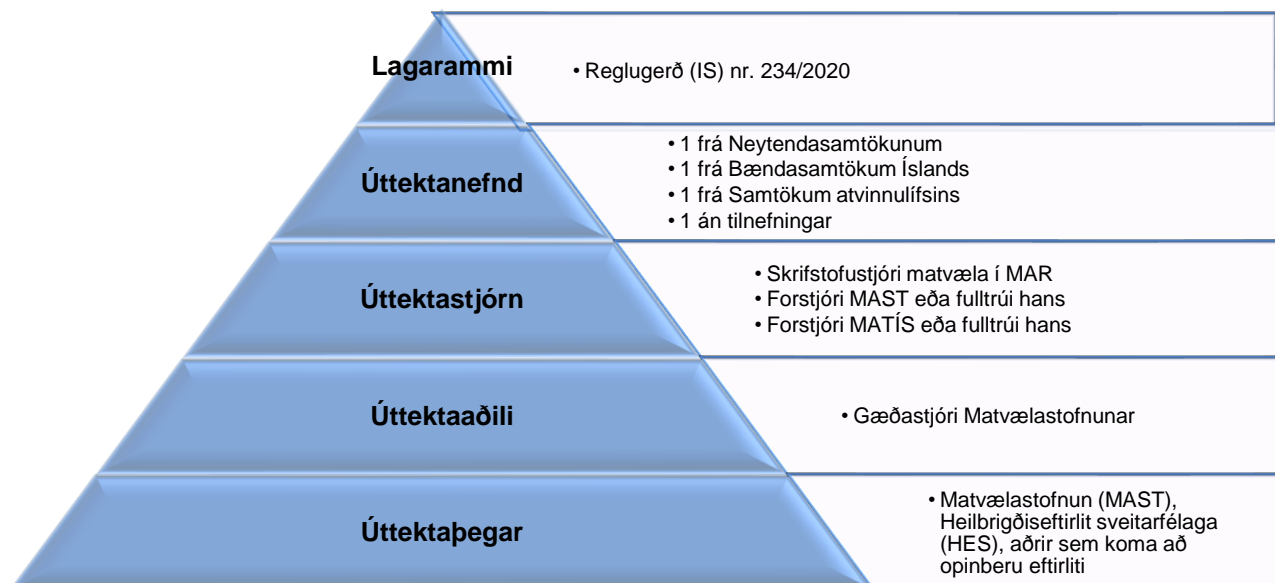 Lagarammi
• Reglugerð (IS) nr. 234/2020
Úttektanefnd
• 1 frá Neytendasamtökunum
• 1 frá Bændasamtökum Íslands
• 1 frá Samtökum atvinnulífsins
• 1 án tilnefningar
Úttektastjórn
• Skrifstofustjóri matvæla í MAR
• Forstjóri MAST eða fulltrúi hans
• Forstjóri MATÍS eða fulltrúi hans
Úttektaaðili
• Gæðastjóri Matvælastofnunar
Úttektaþegar
• Matvælastofnun (MAST),
Heilbrigðiseftirlit sveitarfélaga
(HES), aðrir sem koma að
opinberu eftirliti